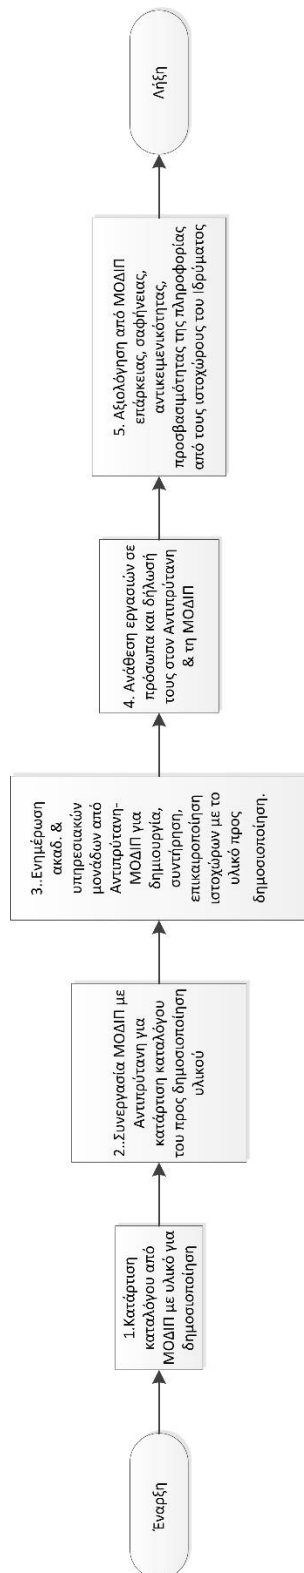 Έναρξη
1.Κατάρτιση
καταλόγου από
ΜΟΔΙΠ με υλικό για
δημοσιοποίηση
2..Συνεργασία ΜΟΔΙΠ με
Αντιπρύτανη για
κατάρτιση καταλόγου
του προς δημοσιοποίηση
υλικού
3..Ενημέρωση
ακαδ. &
υπηρεσιακών
μονάδων από
Αντιπρύτανη-
ΜΟΔΙΠ για
δημιουργία,
συντήρηση,
επικαιροποίηση
ιστοχώρων με το
υλικό προς
δημοσιοποίηση.
4. Ανάθεση εργασιών σε
πρόσωπα και δήλωσή
τους στον Αντιπρύτανη
& τη ΜΟΔΙΠ
5. Αξιολόγηση από ΜΟΔΙΠ
επάρκειας, σαφήνειας,
αντικειμενικότητας,
προσβασιμότητας της πληροφορίας
από τους ιστοχώρους του Ιδρύματος
Λήξη